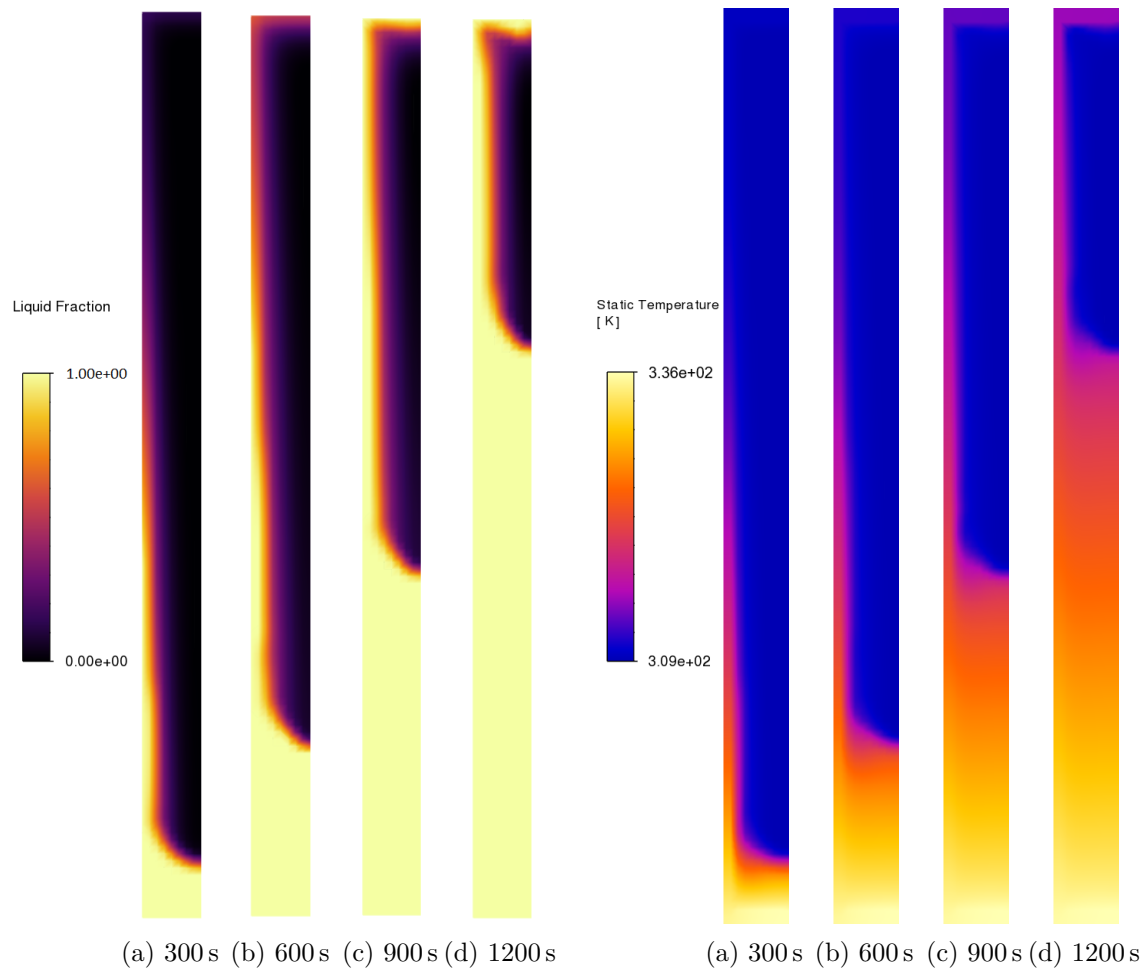 Liquid Fraction
1.00e+00
0.00e+00
(a) 300 s (b) 600 s (c) 900 s (d) 1200 s
Static Temperature
[ K]
3.36e+02
3.09e+02
(a) 300 s (b) 600 s (c) 900 s (d) 1200 s